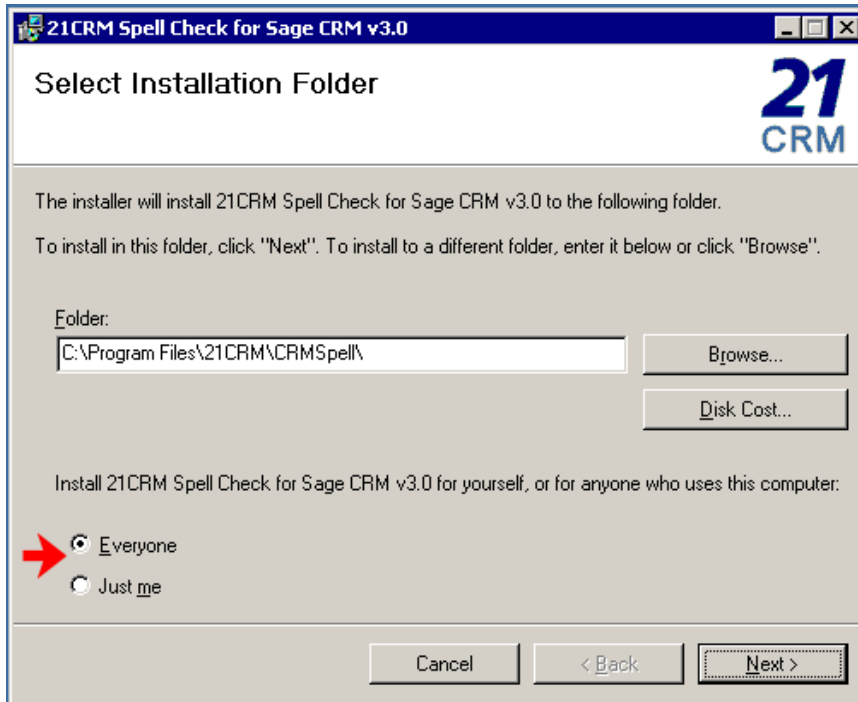 21CRM Spell Check for Sage CRM v3.0
Select Installation Folder
21
CRM
The installer will install 21CRM Spell Check for Sage CRM v3.0 to the following folder.
To install in this folder, click "Next". To install to a different folder, enter it below or click "Browse".
Folder:
C:\Program Files\21CRM\CRMSpell\
Browse...
Disk Cost...
Install 21CRM Spell Check for Sage CRM v3.0 for yourself, or for anyone who uses this computer:
Everyone
Just me
Cancel
< Back
Next >